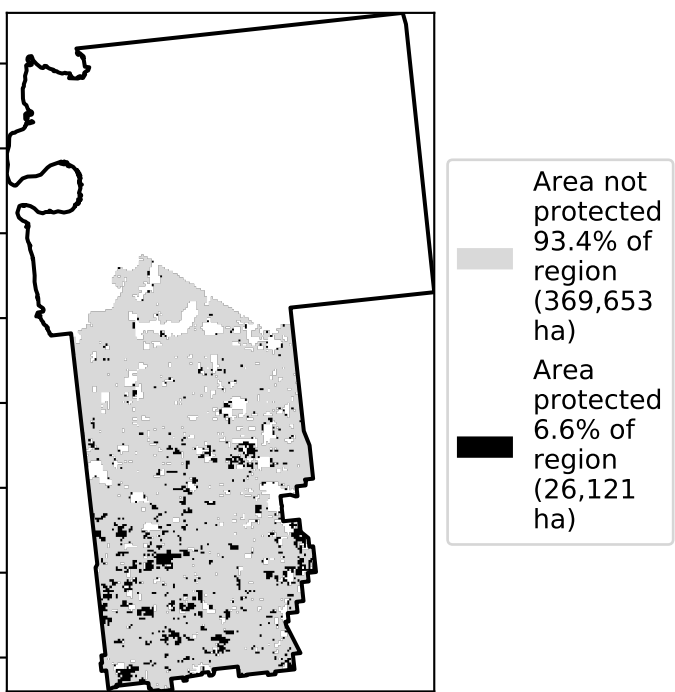 Area not
protected
93.4% of
region
(369,653
ha)
Area
protected
6.6% of
region
(26,121
ha)